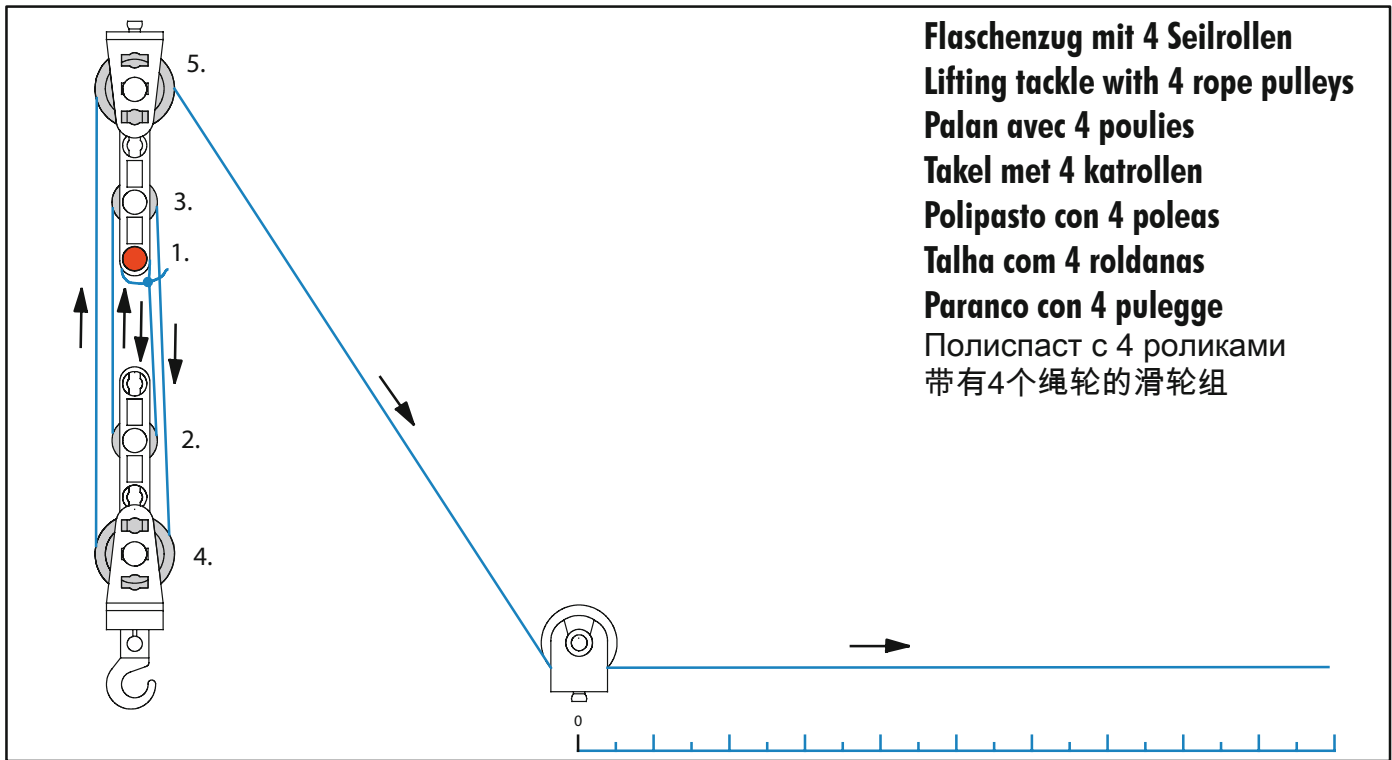 Flaschenzug mit 4 Seilrollen
Lifting tackle with 4 rope pulleys
Palan avec 4 poulies
Takel met 4 katrollen
Polipasto con 4 poleas
Talha com 4 roldanas
Paranco con 4 pulegge
Полиспаст с 4 роликами
带有4个绳轮的滑轮组
5.
3.
1.
2.
4.
0